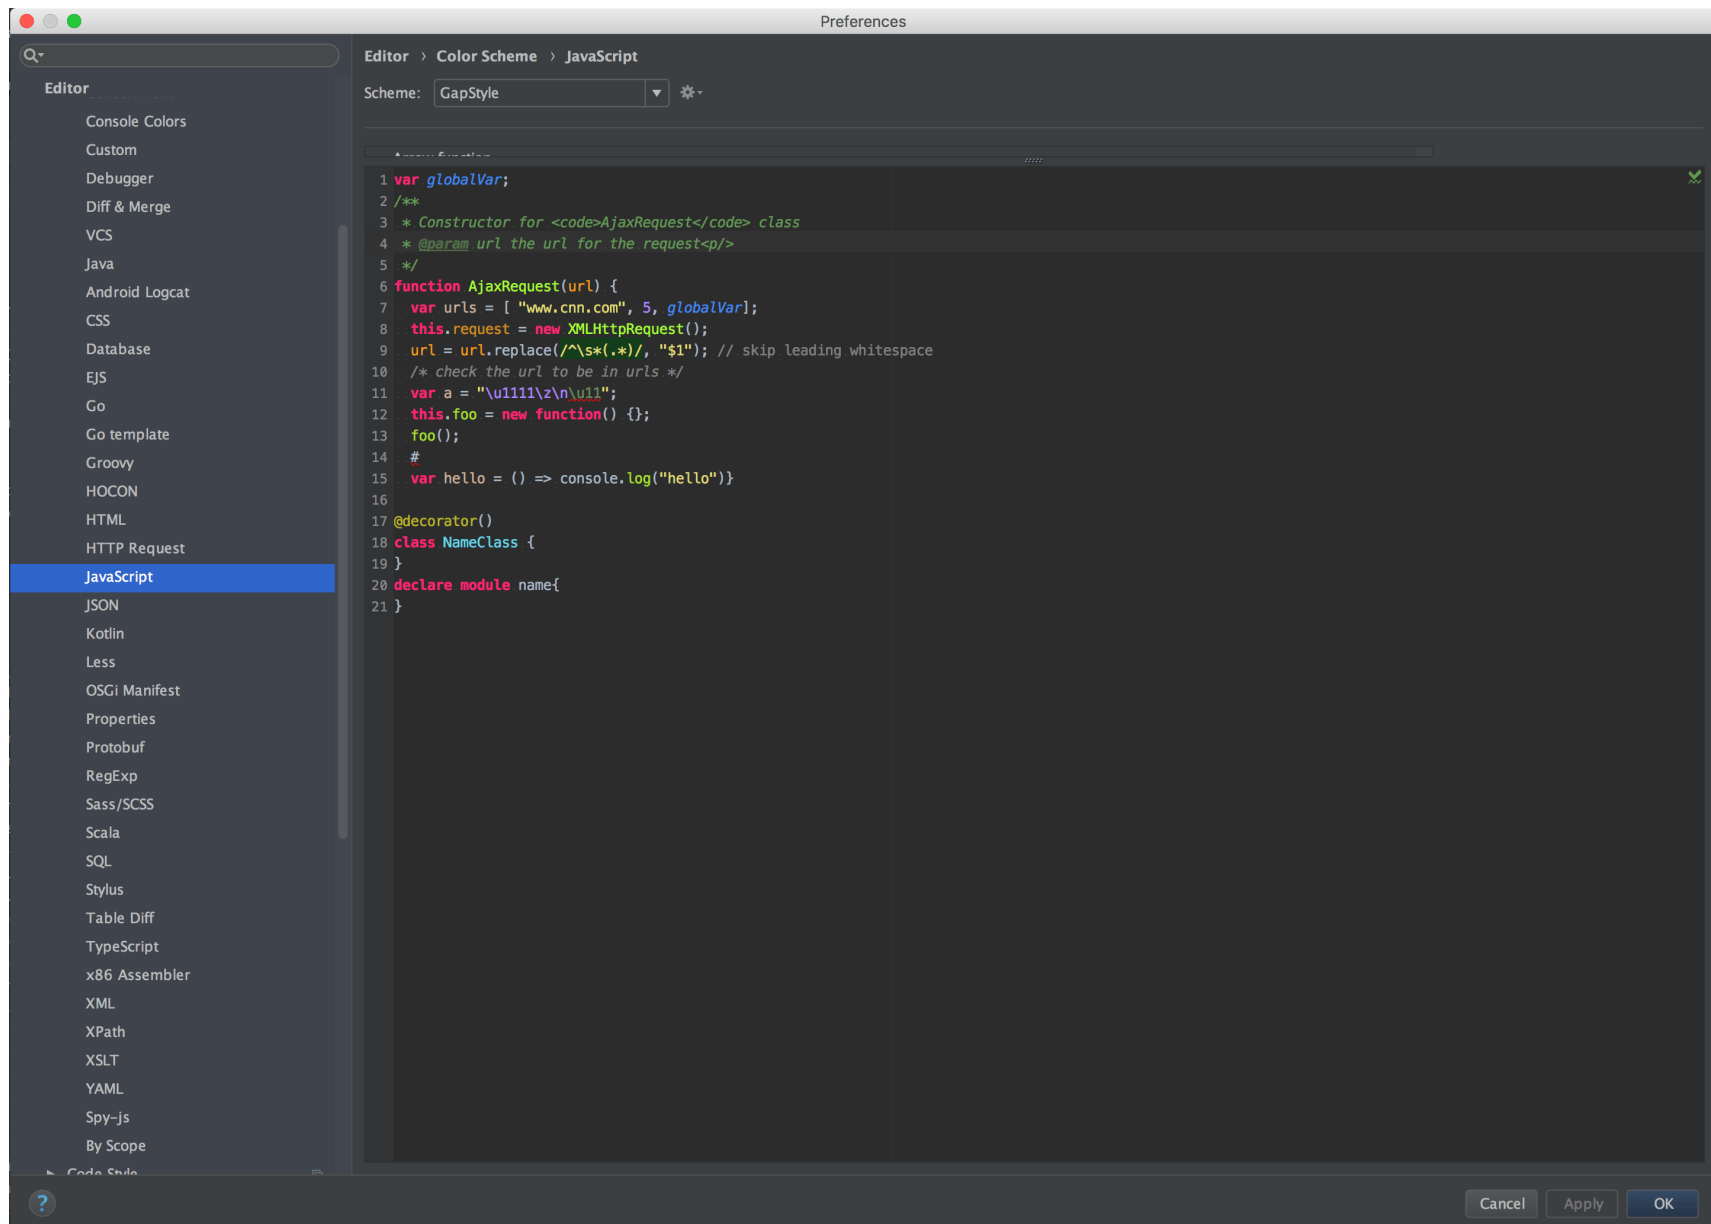 Preferences
Editor › Color Scheme › JavaScript
Scheme: GapStyle
Editor
Console Colors
Custom
Debugger
Diff & Merge
VCS
Java
Android Logcat
CSS
Database
EJS
Go
Go template
Groovy
HOCON
HTML
HTTP Request
JavaScript
JSON
Kotlin
Less
OSGi Manifest
Properties
Protobuf
RegExp
Sass/SCSS
Scala
SQL
Stylus
Table Diff
TypeScript
x86 Assembler
XML
XPath
XSLT
YAML
Spy-js
By Scope
Code Style
Arrow function
1 var globalVar;
2 /**
3  * Constructor for <code>AjaxRequest</code> class
4  * @param url the url for the request<p/>
5  */
6 function AjaxRequest(url) {
7   var urls = [ "www.cnn.com", 5, globalVar];
8   this.request = new XMLHttpRequest();
9   url = url.replace(/^\s*(.*)/, "$1"); // skip leading whitespace
10   /* check the url to be in urls */
11   var a = "\u1111\z\n\u11";
12   this.foo = new function() {};
13   foo();
14   #
15   var hello = () => console.log("hello")}
16
17 @decorator()
18 class NameClass {
19 }
20 declare module name{
21 }
?
Cancel
Apply
OK